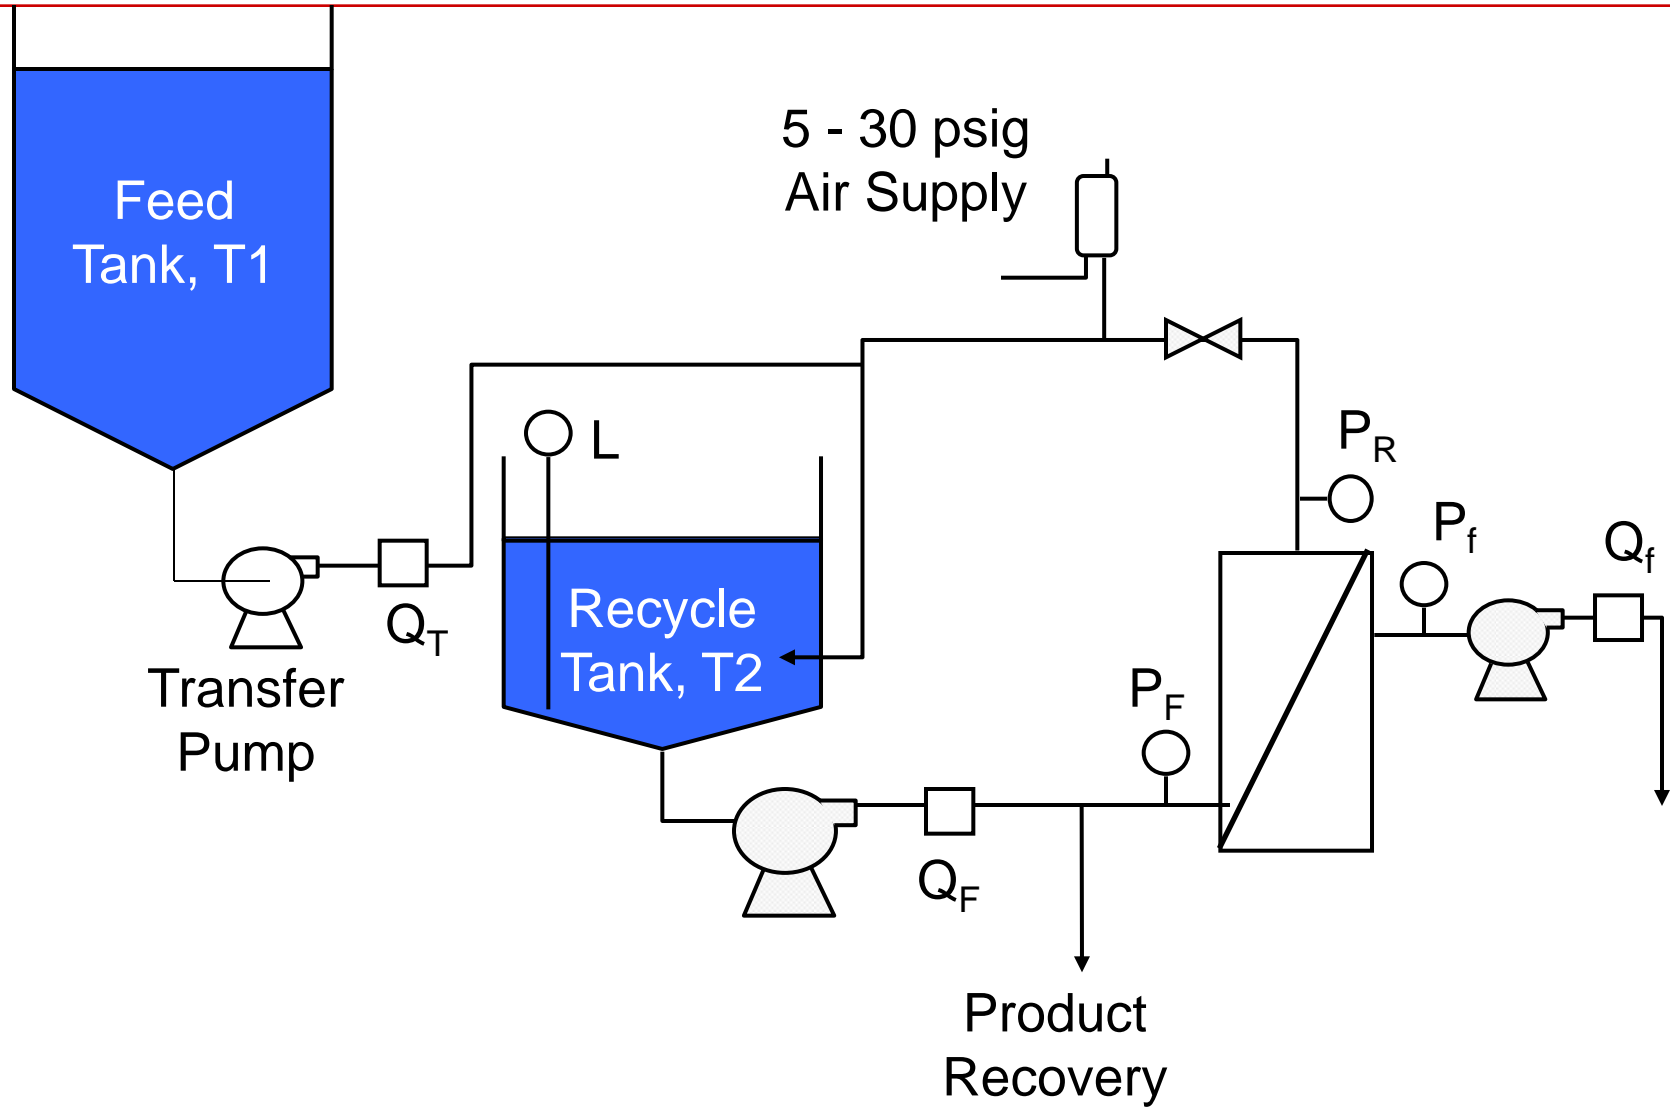 5 - 30 psig
Air Supply
Feed
Tank, T1
L
P_R
P_f
Q_f
Recycle
Tank, T2
Q_T
Transfer
Pump
P_F
Q_F
Product
Recovery